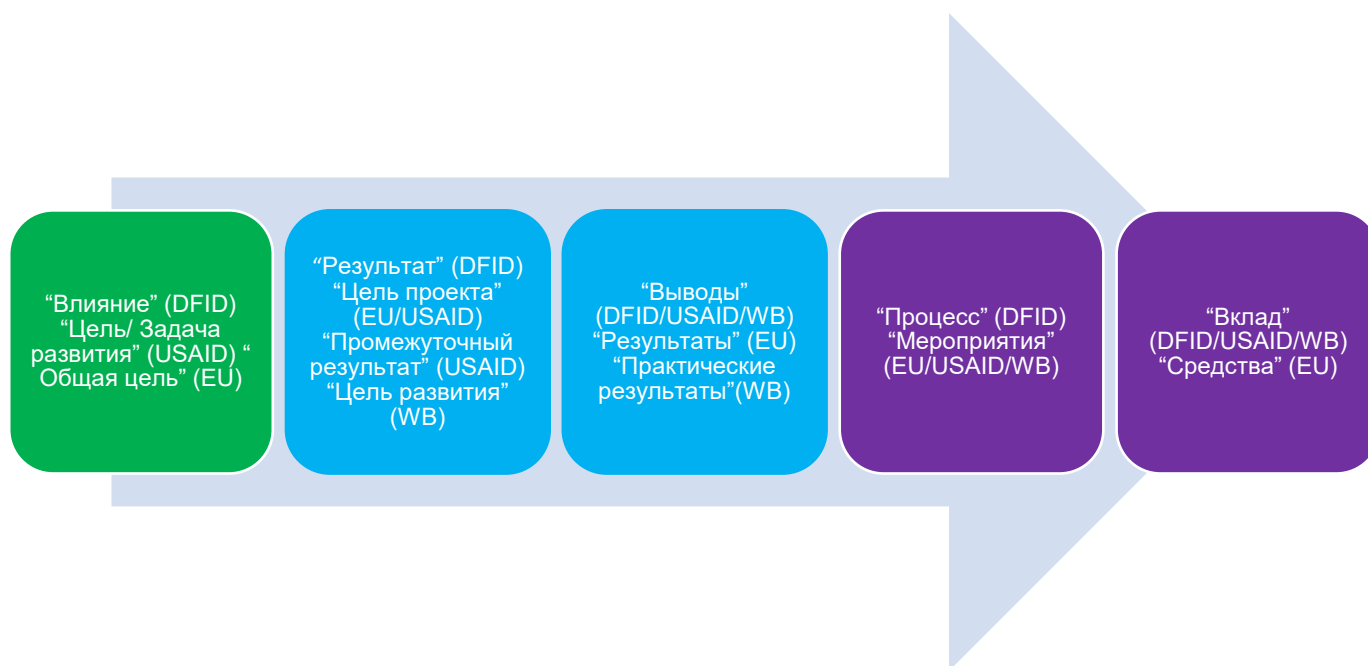 “Влияние” (DFID)
“Цель/ Задача
развития” (USAID) “
Общая цель” (EU)
“Результат” (DFID)
“Цель проекта”
(EU/USAID)
“Промежуточный
результат” (USAID)
“Цель развития”
(WB)
“Выводы”
(DFID/USAID/WB)
“Результаты” (EU)
“Практические
результаты”(WB)
“Процесс” (DFID)
“Мероприятия”
(EU/USAID/WB)
“Вклад”
(DFID/USAID/WB)
“Средства” (EU)